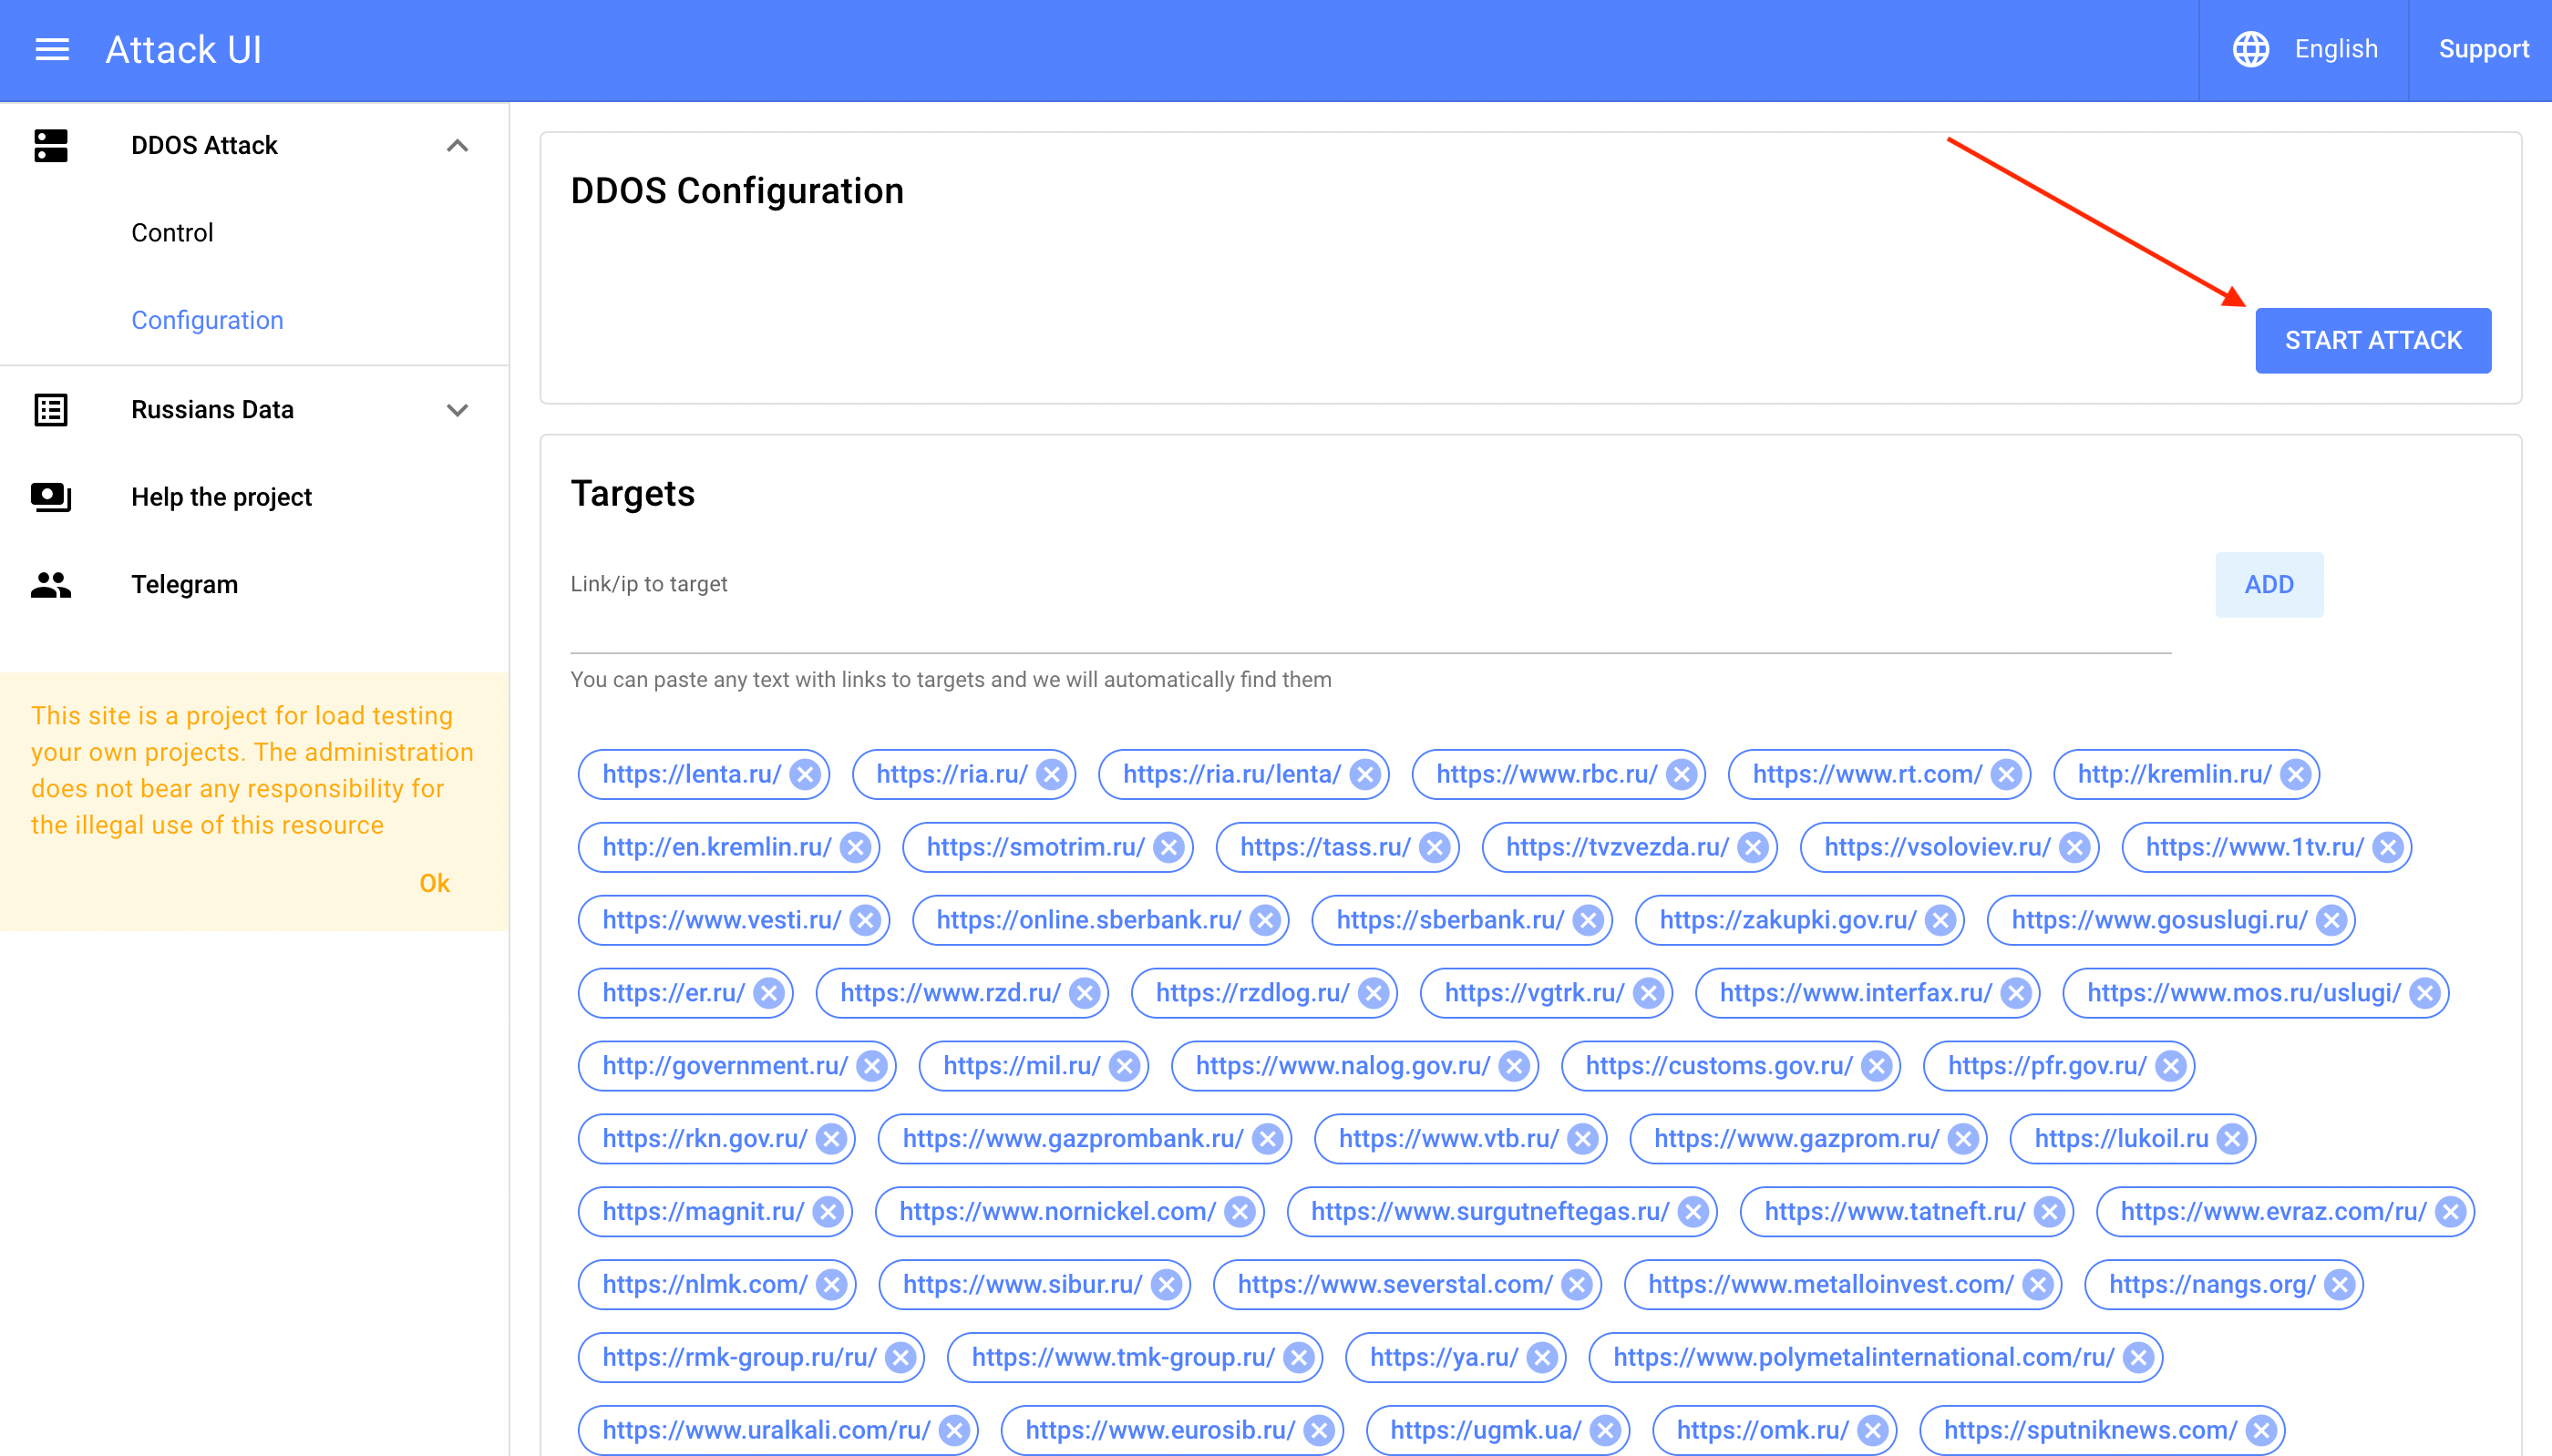 Attack UI
English
Support
DDOS Attack
Control
Configuration
Russians Data
Help the project
Telegram
This site is a project for load testing
your own projects. The administration
does not bear any responsibility for
the illegal use of this resource
Ok
DDOS Configuration
START ATTACK
Targets
Link/ip to target
ADD
You can paste any text with links to targets and we will automatically find them
https://lenta.ru/ https://ria.ru/ https://ria.ru/lenta/ https://www.rbc.ru/ https://www.rt.com/ http://kremlin.ru/
http://en.kremlin.ru/ https://smotrim.ru/ https://tass.ru/ https://tvzvezda.ru/ https://vsoloviev.ru/ https://www.1tv.ru/
https://www.vesti.ru/ https://online.sberbank.ru/ https://sberbank.ru/ https://zakupki.gov.ru/ https://www.gosuslugi.ru/
https://er.ru/ https://www.rzd.ru/ https://rzdlog.ru/ https://vgtrk.ru/ https://www.interfax.ru/ https://www.mos.ru/uslugi/
http://government.ru/ https://mil.ru/ https://www.nalog.gov.ru/ https://customs.gov.ru/ https://pfr.gov.ru/
https://rkn.gov.ru/ https://www.gazprombank.ru/ https://www.vtb.ru/ https://www.gazprom.ru/ https://lukoil.ru
https://magnit.ru/ https://www.nornickel.com/ https://www.surgutneftegas.ru/ https://www.tatneft.ru/ https://www.evraz.com/ru/
https://nlmk.com/ https://www.sibur.ru/ https://www.severstal.com/ https://www.metalloinvest.com/ https://nangs.org/
https://rmk-group.ru/ru/ https://www.tmk-group.ru/ https://ya.ru/ https://www.polymetalinternational.com/ru/
https://www.uralkali.com/ru/ https://www.eurosib.ru/ https://ugmk.ua/ https://omk.ru/ https://sputniknews.com/